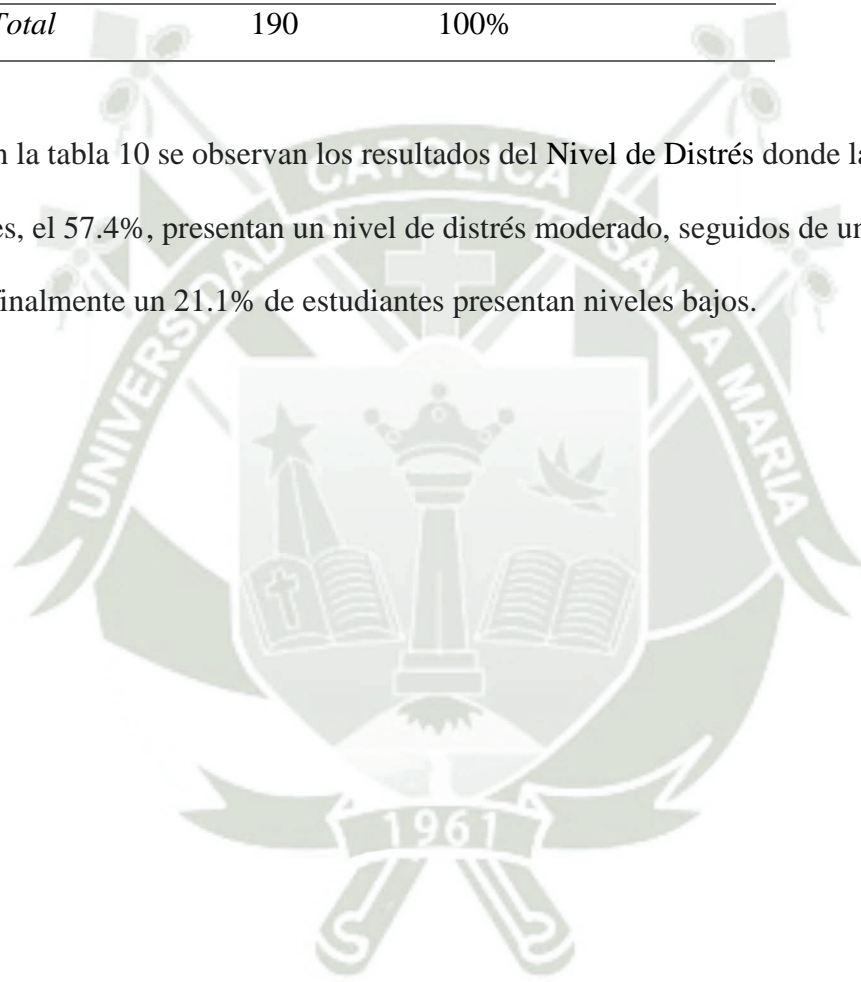 Total 190 100%
n la tabla 10 se observan los resultados del Nivel de Distrés donde la
es, el 57.4%, presentan un nivel de distrés moderado, seguidos de un
finalmente un 21.1% de estudiantes presentan niveles bajos.
UNIVERSIDAD CATOLICA SANTA MARIA
1961